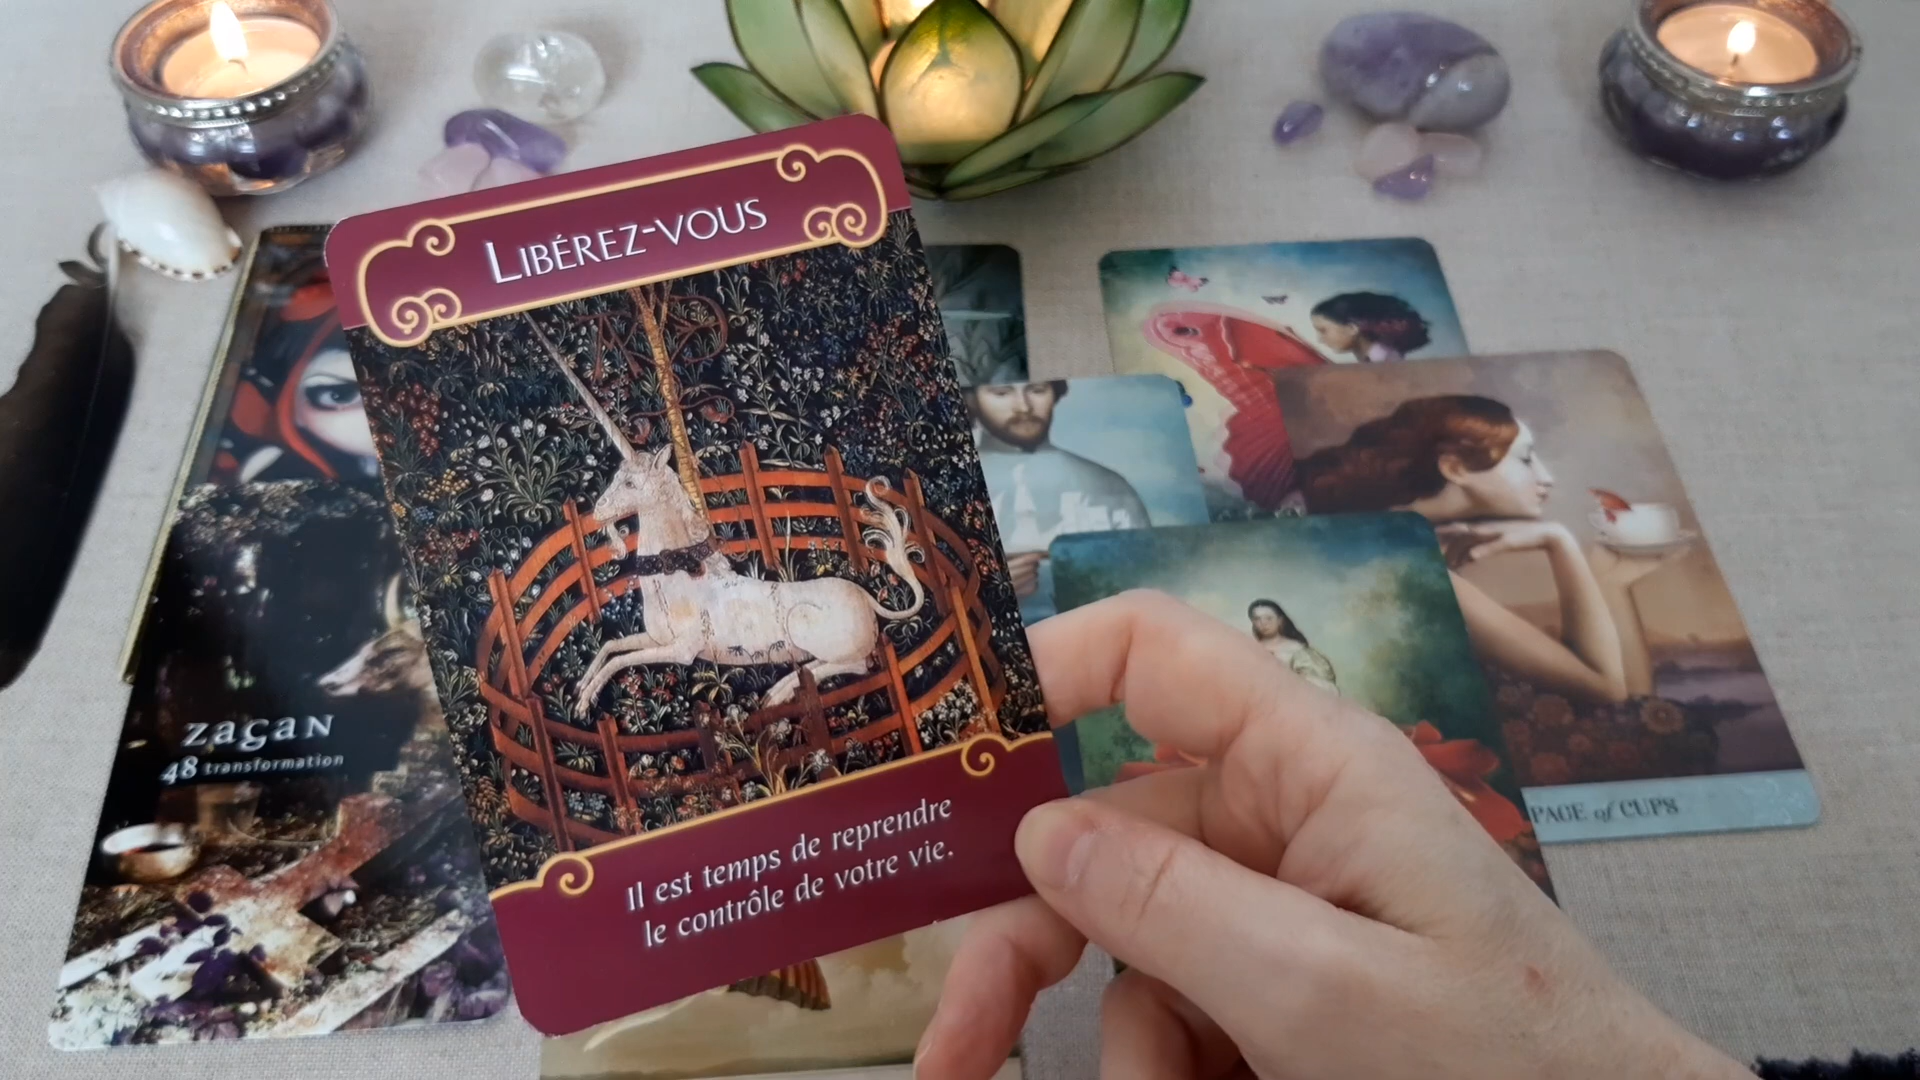 LIBÉREZ-VOUS
Il est temps de reprendre
le contrôle de votre vie.
zagan
48 transformation
PAGE of CUPS